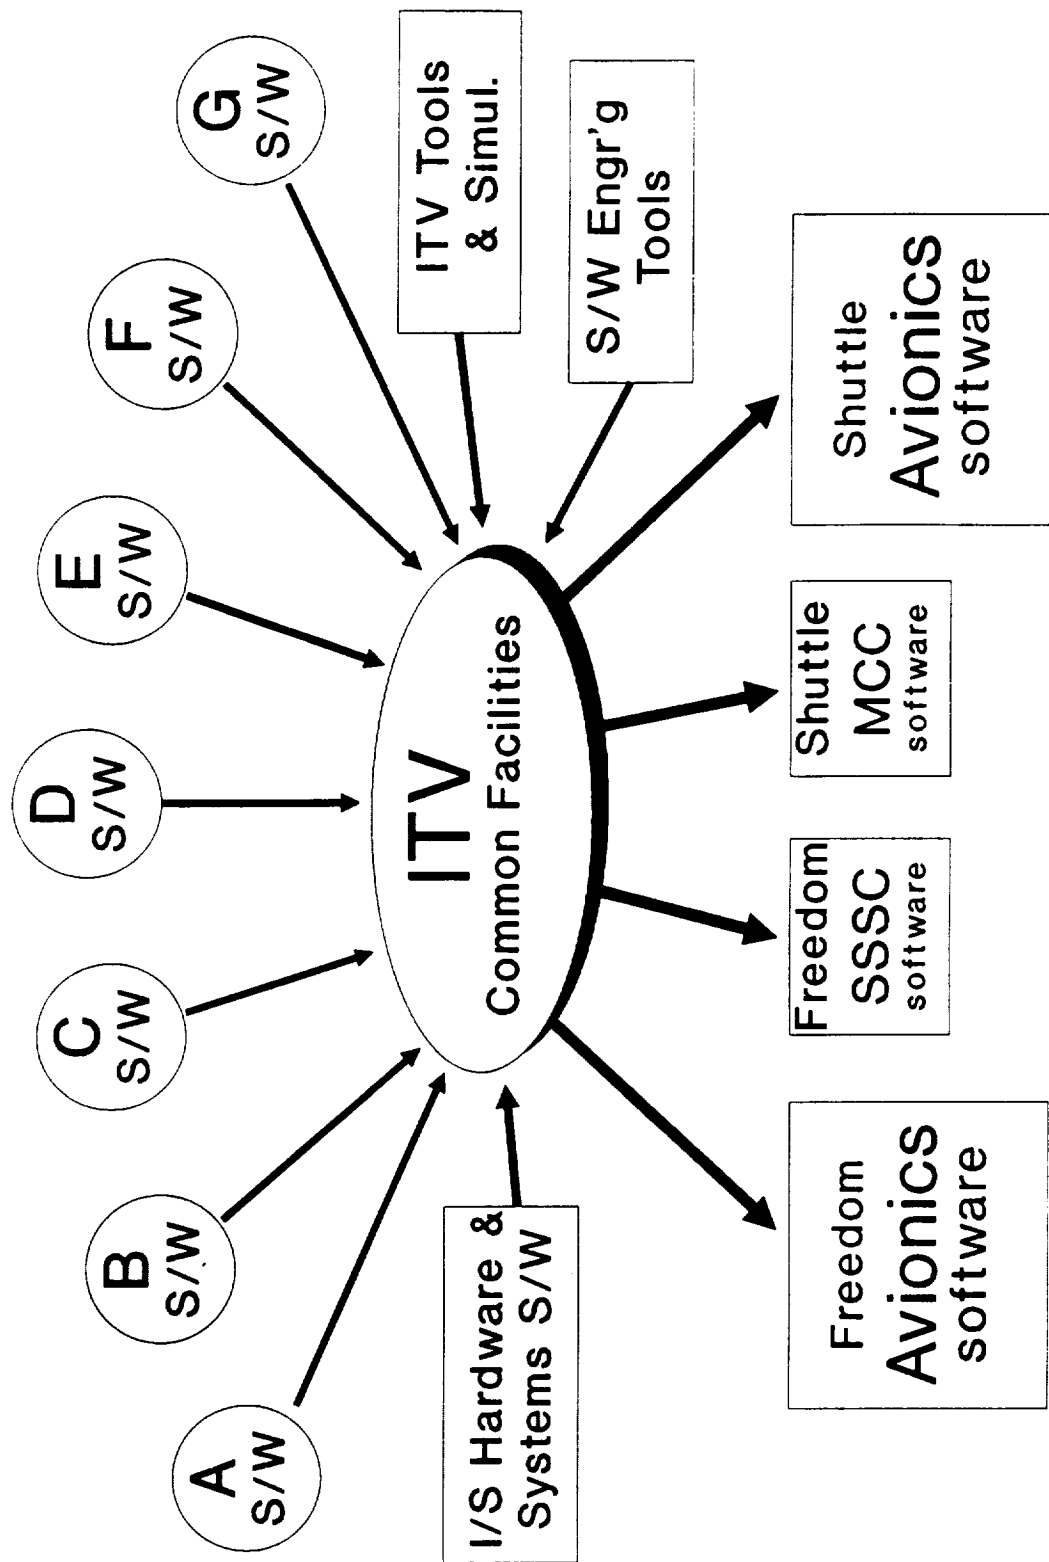 A
S/W
B
S/W
C
S/W
D
S/W
E
S/W
F
S/W
G
S/W
I/S Hardware &
Systems S/W
ITV
Common Facilities
ITV Tools
& Simul.
S/W Engr'g
Tools
Freedom
Avionics
software
Freedom
SSSC
software
Shuttle
MCC
software
Shuttle
Avionics
software